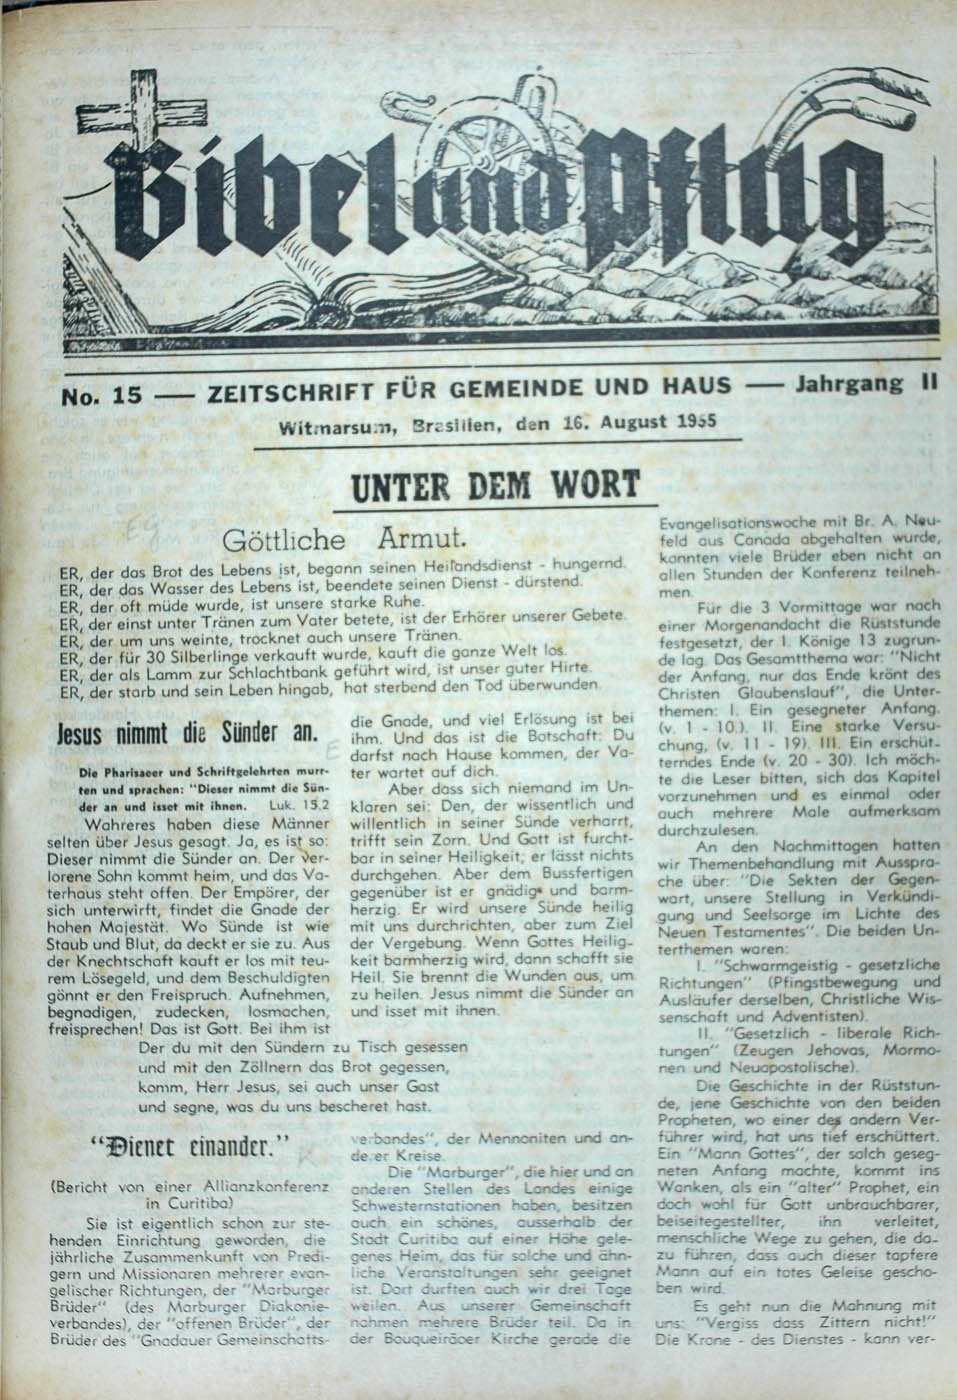 Bibel und Pflug
No. 15 — ZEITSCHRIFT FÜR GEMEINDE UND HAUS — Jahrgang II
Witmarsum, Brasilien, den 16. August 1955
UNTER DEM WORT
Göttliche Armut.
ER, der das Brot des Lebens ist, begann seinen Heilandsdienst - hungernd.
ER, der das Wasser des Lebens ist, beendete seinen Dienst - dürstend.
ER, der oft müde wurde, ist unsere starke Ruhe.
ER, der einst unter Tränen zum Vater betete, ist der Erhörer unserer Gebete.
ER, der um uns weinte, trocknet auch unsere Tränen.
ER, der für 30 Silberlinge verkauft wurde, kauft die ganze Welt los.
ER, der als Lamm zur Schlachtbank geführt wird, ist unser guter Hirte.
ER, der starb und sein Leben hingab, hat sterbend den Tod überwunden.
Jesus nimmt die Sünder an.
Die Pharisaeer und Schriftgelehrten murr-
ten und sprachen: "Dieser nimmt die Sün-
der an und isset mit ihnen. Luk. 15,2
Wahreres haben diese Männer
selten über Jesus gesagt. Ja, es ist so:
Dieser nimmt die Sünder an. Der ver-
lorene Sohn kommt heim, und das Va-
terhaus steht offen. Der Empörer, der
sich unterwirft, findet die Gnade der
hohen Majestät. Wo Sünde ist wie
Staub und Blut, da deckt er sie zu. Aus
der Knechtschaft kauft er los mit teu-
rem Lösegeld, und dem Beschuldigten
gönnt er den Freispruch. Aufnehmen,
begnadigen, zudecken, losmachen,
freisprechen! Das ist Gott. Bei ihm ist
die Gnade, und viel Erlösung ist bei
ihm. Und das ist die Botschaft: Du
darfst nach Hause kommen, der Va-
ter wartet auf dich.
Aber dass sich niemand im Un-
klaren sei: Den, der wissentlich und
willentlich in seiner Sünde verharrt,
trifft sein Zorn. Und Gott ist furcht-
bar in seiner Heiligkeit; er lässt nichts
durchgehen. Aber dem Bussfertigen
gegenüber ist er gnädig und barm-
herzig. Er wird unsere Sünde heilig
mit uns durchrichten, aber zum Ziel
der Vergebung. Wenn Gottes Heilig-
keit barmherzig wird, dann schafft sie
Heil. Sie brennt die Wunden aus, um
zu heilen. Jesus nimmt die Sünder an
und isset mit ihnen.
Der du mit den Sündern zu Tisch gesessen
und mit den Zöllnern das Brot gegessen,
komm, Herr Jesus, sei auch unser Gast
und segne, was du uns bescheret hast.
"Dienet einander."
(Bericht von einer Allianzkonferenz
in Curitiba)
Sie ist eigentlich schon zur ste-
henden Einrichtung geworden, die
jährliche Zusammenkunft von Predi-
gern und Missionaren mehrerer evan-
gelischer Richtungen, der "Marburger
Brüder" (des Marburger Diakonie-
verbandes), der "offenen Brüder", der
Brüder des "Gnadauer Gemeinschafts-
verbandes", der Mennoniten und an-
derer Kreise.
Die "Marburger", die hier und an
anderen Stellen des Landes einige
Schwesternstationen haben, besitzen
auch ein schönes, ausserhalb der
Stadt Curitiba auf einer Höhe gele-
genes Heim, das für solche und ähn-
liche Veranstaltungen sehr geeignet
ist. Dort durften auch wir drei Tage
weilen. Aus unserer Gemeinschaft
nahmen mehrere Brüder teil. Da in
der Bouqueiräoer Kirche gerade die
Evangelisationswoche mit Br. A. Neu-
feld aus Canada abgehalten wurde,
konnten viele Brüder eben nicht an
allen Stunden der Konferenz teilneh-
men.
Für die 3 Vormittage war nach
einer Morgenandacht die Rüststunde
festgesetzt, der I. Könige 13 zugrun-
de lag. Das Gesamtthema war: "Nicht
der Anfang, nur das Ende krönt des
Christen Glaubenslauf", die Unter-
themen: I. Ein gesegneter Anfang.
(v. 1 - 10.) II. Eine starke Versu-
chung, (v. 11 - 19). III. Ein erschüt-
terndes Ende (v. 20 - 30). Ich möch-
te die Leser bitten, sich das Kapitel
vorzunehmen und es einmal oder
auch mehrere Male aufmerksam
durchzulesen.
An den Nachmittagen hatten
wir Themenbehandlung mit Ausspra-
che über: "Die Sekten der Gegen-
wart, unsere Stellung in Verkündi-
gung und Seelsorge im Lichte des
Neuen Testamentes". Die beiden Un-
terthemen waren:
I. "Schwarmgeistig - gesetzliche
Richtungen" (Pfingstbewegung und
Ausläufer derselben, Christliche Wis-
senschaft und Adventisten).
II. "Gesetzlich - liberale Rich-
tungen" (Zeugen Jehovas, Mormo-
nen und Neuapostolische).
Die Geschichte in der Rüststun-
de, jene Geschichte von den beiden
Propheten, wo einer des andern Ver-
führer wird, hat uns tief erschüttert.
Ein "Mann Gottes", der solch geseg-
neten Anfang machte, kommt ins
Wanken, als ein "alter" Prophet, ein
doch wohl für Gott unbrauchbarer,
beiseitegestellter, ihn verleitet,
menschliche Wege zu gehen, die da-
zu führen, dass auch dieser tapfere
Mann auf ein totes Geleise gescho-
ben wird.
Es geht nun die Mahnung mit
uns: "Vergiss dass Zittern nicht!"
Die Krone - des Dienstes - kann ver-